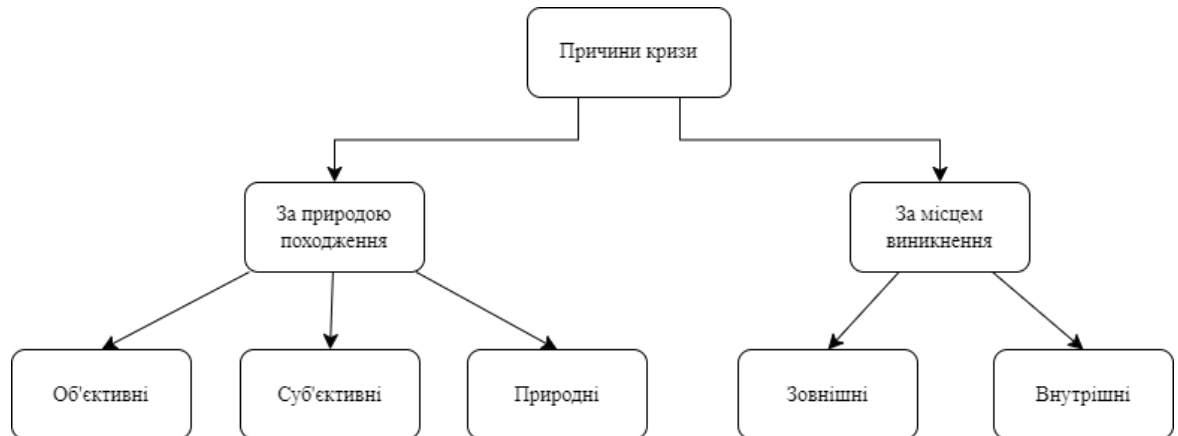 Причини кризи
За природою
походження
За місцем
виникнення
Об'єктивні
Суб'єктивні
Природні
Зовнішні
Внутрішні